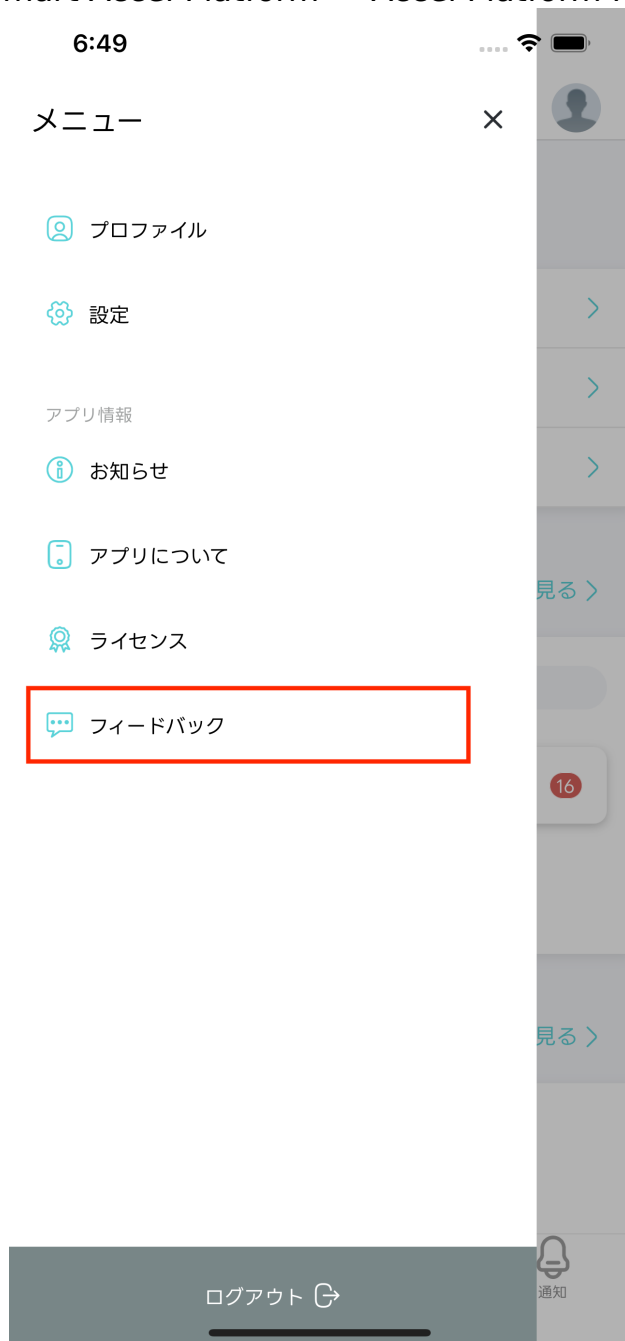 6:49
メニュー
プロファイル
設定
アプリ情報
お知らせ
アプリについて
見る
ライセンス
フィードバック
16
見る
ログアウト
通知